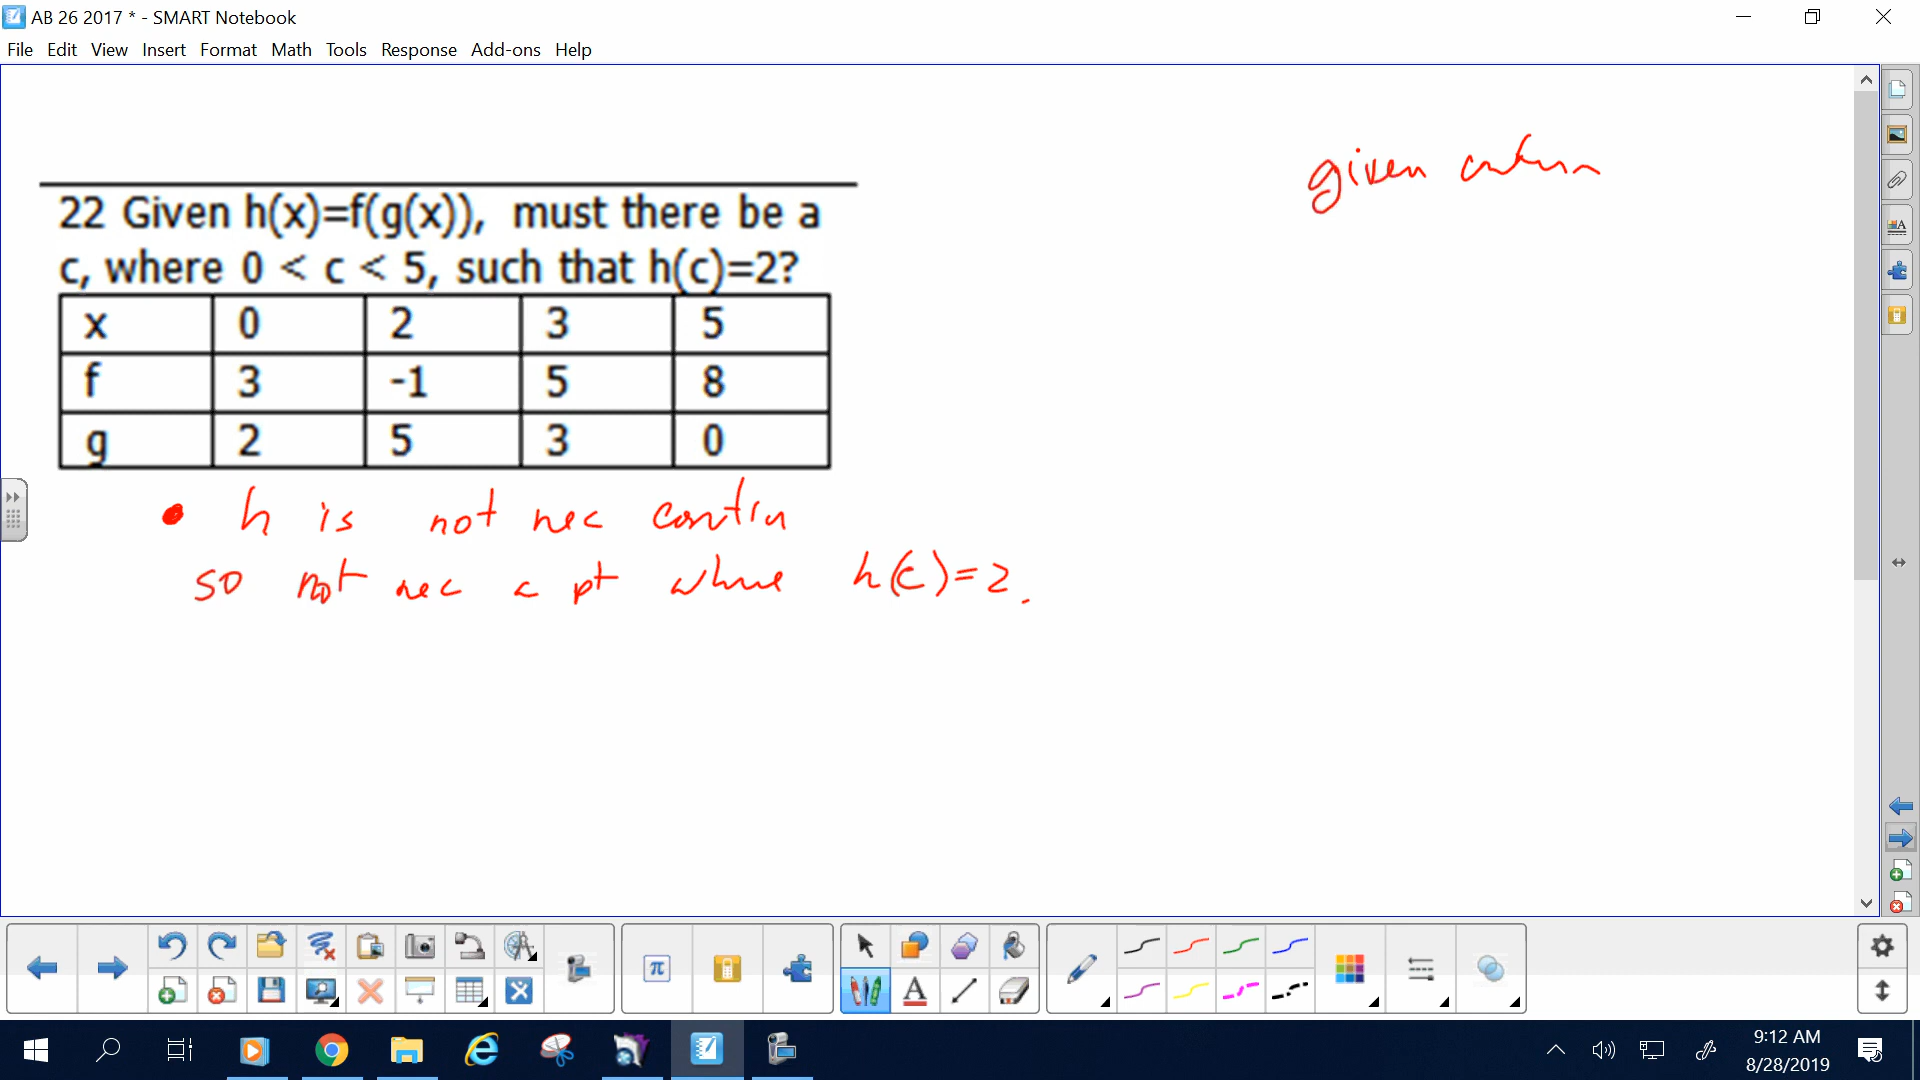 AB 26 2017 * - SMART Notebook
File Edit View Insert Format Math Tools Response Add-ons Help
given
22 Given h(x)=f(g(x)), must there be a
c, where 0 < c < 5, such that h(c)=2?
x 0 2 3 5
f 3 -1 5 8
g 2 5 3 0
h is not nec contin
so not nec a pt where h(c)=2.
9:12 AM
8/28/2019